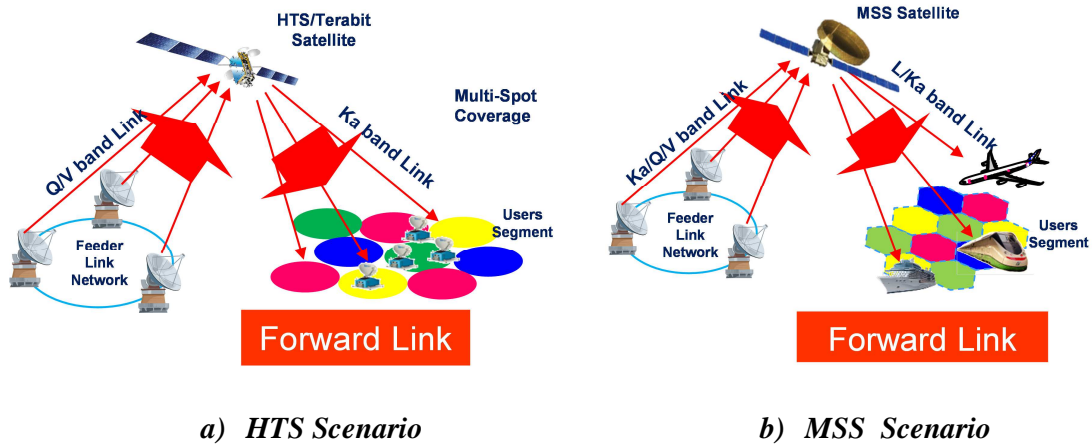 HTS/Terabit
Satellite
Multi-Spot
Coverage
Q/V band Link
Ka band Link
Feeder
Link
Network
Users
Segment
Forward Link
a) HTS Scenario
MSS Satellite
L/Ka band Link
Ka/Q/V band Link
Feeder
Link
Network
Users
Segment
Forward Link
b) MSS Scenario